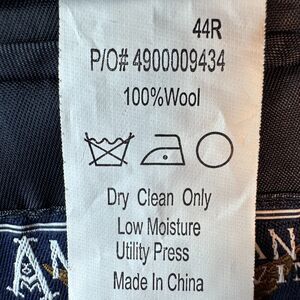 44R
P/O# 4900009434
100%Wool
Dry Clean Only
Low Moisture
Utility Press
Made In China